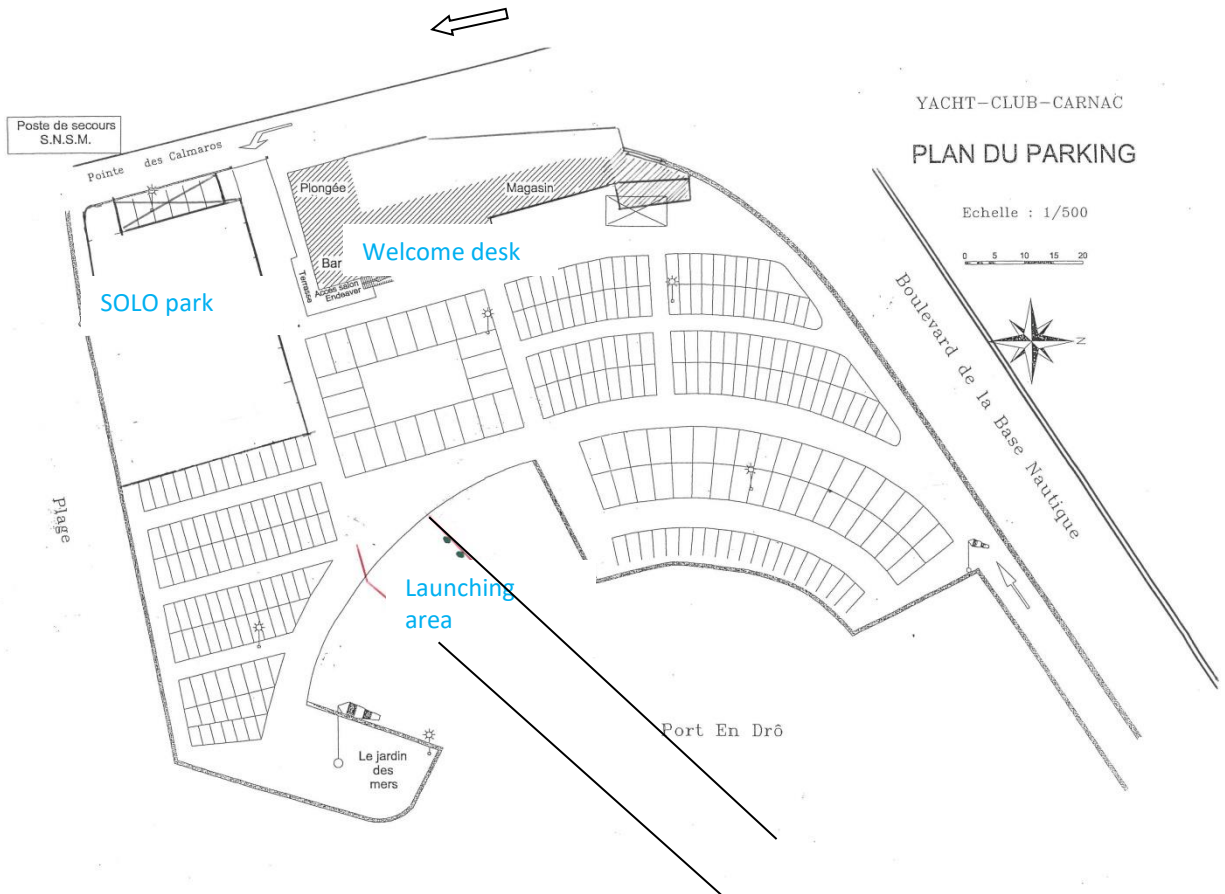 YACHT-CLUB-CARNAC
PLAN DU PARKING
Echelle : 1/500
0 5 10 15 20
N
Poste de secours
S.N.S.M.
Pointe des Calmaros
Plongée
Magasin
Welcome desk
Bar
Terrasse
Accès salon
Endeaver
SOLO park
Boulevard de la Base Nautique
Plage
Launching
area
Port En Drô
Le jardin
des
mers